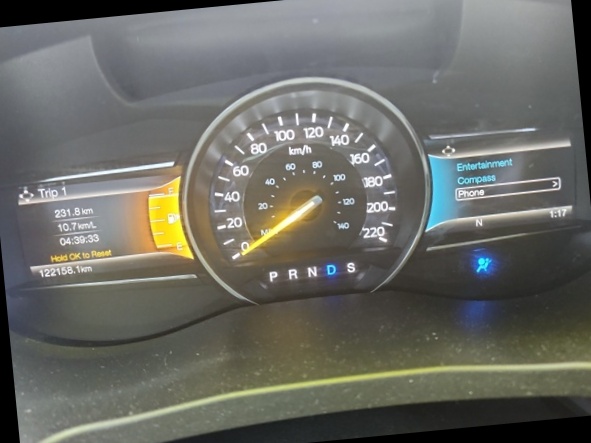 Trip 1
231.8 km
10.7 km/L
04:39:33
Hold OK to Reset
122158.1km
F
E
0
20
40
60
80
100
120
140
160
180
200
220
km/h
20
40
60
80
100
120
140
P R N D S
Entertainment
Compass
Phone >
1:17
N